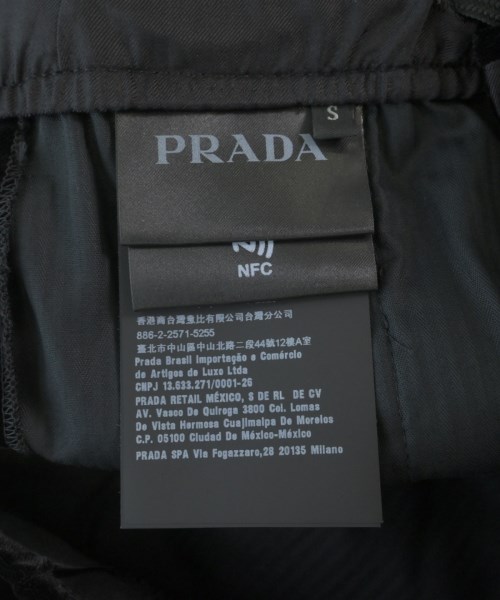 S
PRADA
NFC
香港商台灣普拉達有限公司台灣分公司
886-2-2571-5255
臺北市中山區中山北路二段44號12樓A室
Prada Brasil Importação e Comércio
de Artigos de Luxo Ltda
CNPJ 13.633.271/0001-26
PRADA RETAIL MÉXICO, S DE RL DE CV
AV. Vasco De Quiroga 3800 Col. Lomas
De Vista Hermosa Cuajimalpa De Morelos
C.P. 05100 Ciudad De México-México
PRADA SPA Via Fogazzaro,28 20135 Milano